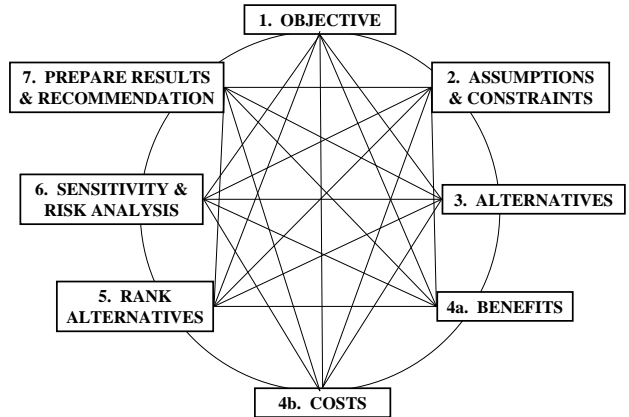 1. OBJECTIVE
2. ASSUMPTIONS
& CONSTRAINTS
3. ALTERNATIVES
4a. BENEFITS
4b. COSTS
5. RANK
ALTERNATIVES
6. SENSITIVITY &
RISK ANALYSIS
7. PREPARE RESULTS
& RECOMMENDATION